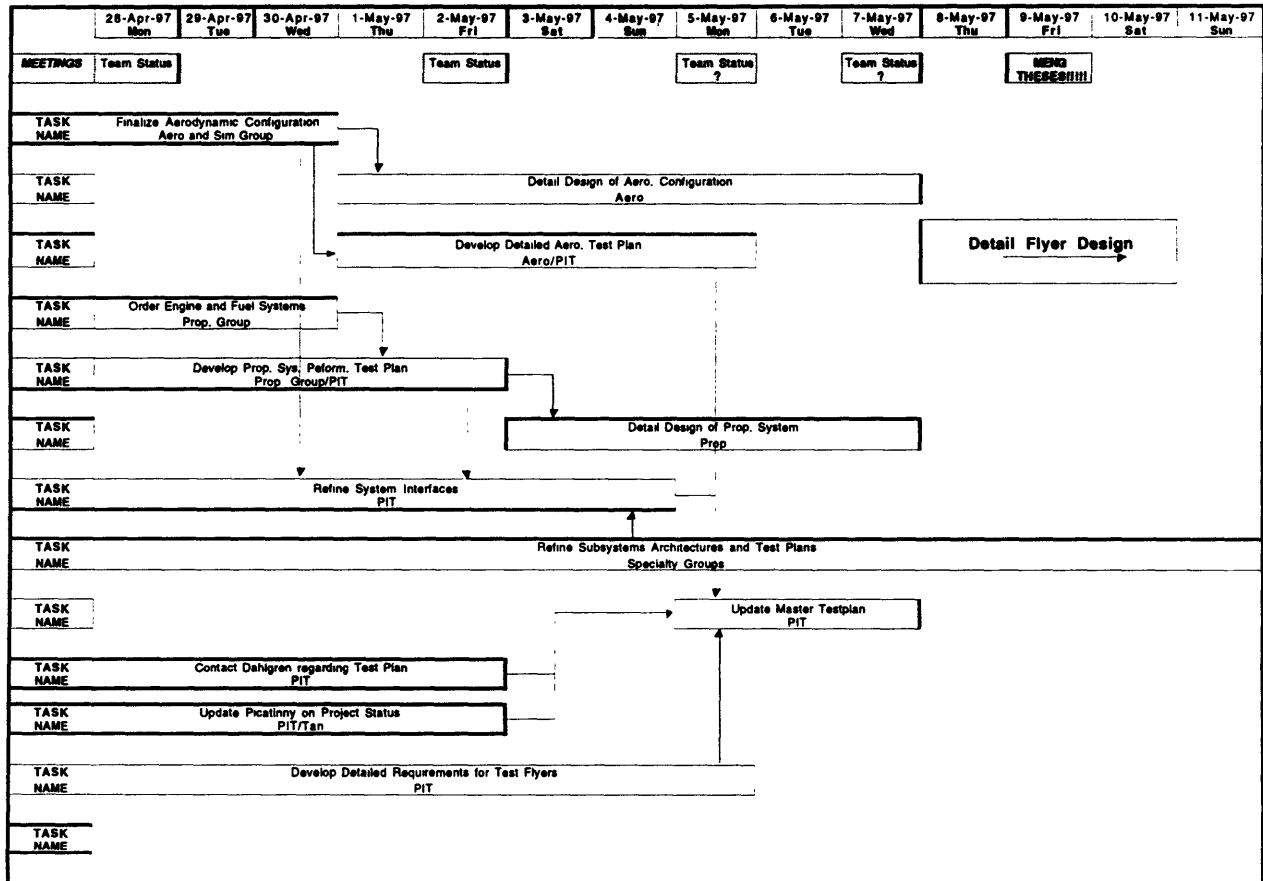 28-Apr-97 29-Apr-97 30-Apr-97 1-May-97 2-May-97 3-May-97 4-May-97 5-May-97 6-May-97 7-May-97 8-May-97 9-May-97 10-May-97 11-May-97
Mon Tue Wed Thu Fri Sat Sun Mon Tue Wed Thu Fri Sat Sun
MEETINGS Team Status Team Status Team Status Team Status MENG
? ? THESES!!!!!
TASK Finalize Aerodynamic Configuration
NAME Aero and Sim Group
TASK Detail Design of Aero. Configuration
NAME Aero
TASK Develop Detailed Aero. Test Plan
NAME Aero/PIT
Detail Flyer Design
TASK Order Engine and Fuel Systems
NAME Prop. Group
TASK Develop Prop. Sys. Peform. Test Plan
NAME Prop Group/PIT
TASK Detail Design of Prop. System
NAME Prop
TASK Refine System Interfaces
NAME PIT
TASK Refine Subsystems Architectures and Test Plans
NAME Specialty Groups
TASK Update Master Testplan
NAME PIT
TASK Contact Dahlgren regarding Test Plan
NAME PIT
TASK Update Picatinny on Project Status
NAME PIT/Tan
TASK Develop Detailed Requirements for Test Flyers
NAME PIT
TASK
NAME